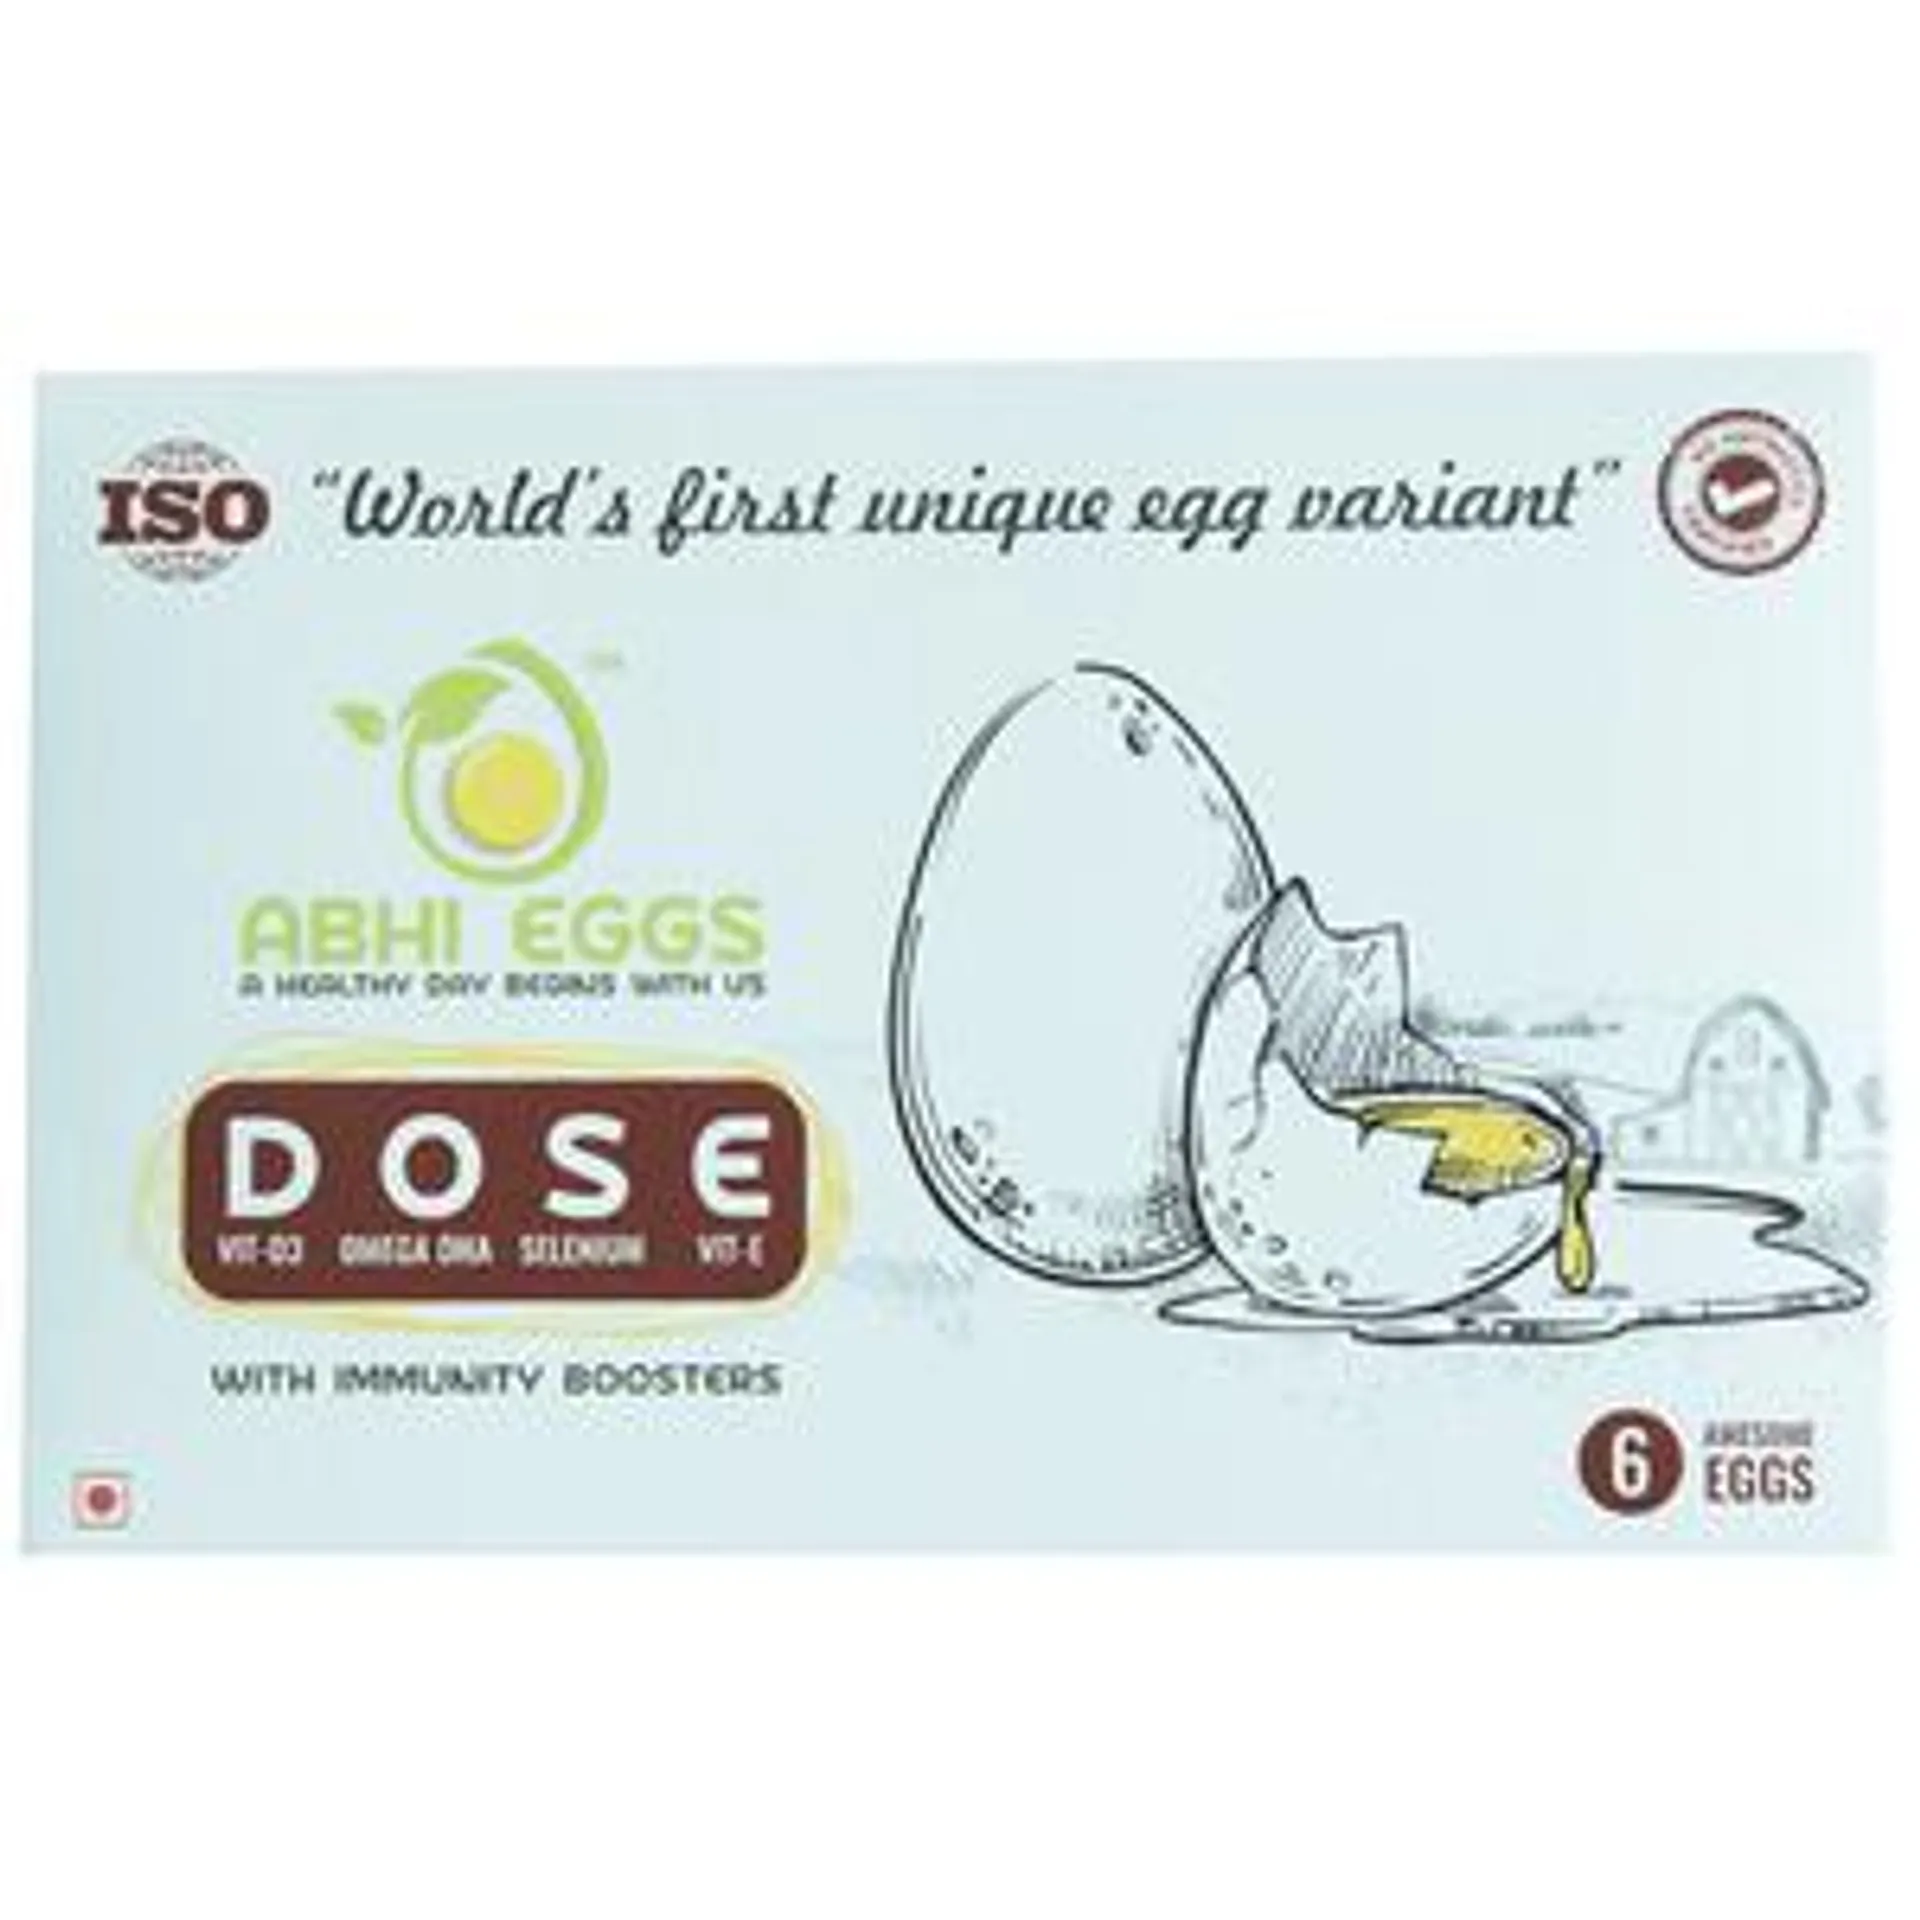 ISO
"World's first unique egg variant"
ABHI EGGS
A HEALTHY DAY BEGINS WITH US
DOSE
VIT-D3 OMEGA DHA SELENIUM VIT-E
WITH IMMUNITY BOOSTERS
6 AWESOME
EGGS